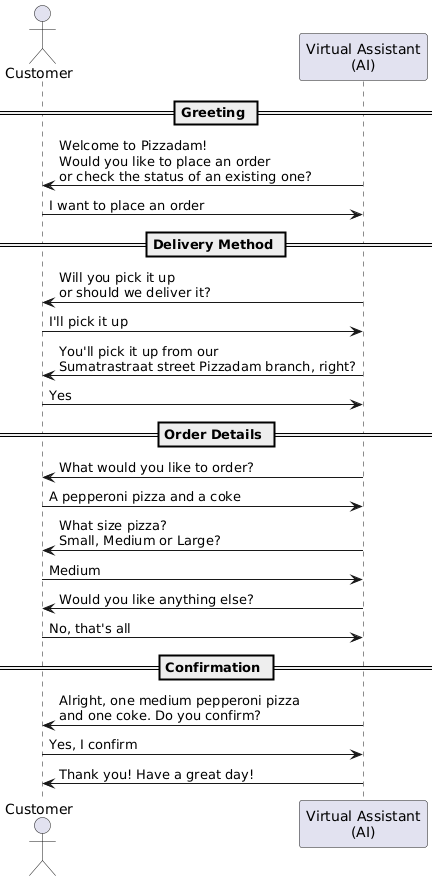 Customer
Virtual Assistant
(AI)
Greeting
Welcome to Pizzadam!
Would you like to place an order
or check the status of an existing one?
I want to place an order
Delivery Method
Will you pick it up
or should we deliver it?
I'll pick it up
You'll pick it up from our
Sumatrastraat street Pizzadam branch, right?
Yes
Order Details
What would you like to order?
A pepperoni pizza and a coke
What size pizza?
Small, Medium or Large?
Medium
Would you like anything else?
No, that's all
Confirmation
Alright, one medium pepperoni pizza
and one coke. Do you confirm?
Yes, I confirm
Thank you! Have a great day!
Customer
Virtual Assistant
(AI)